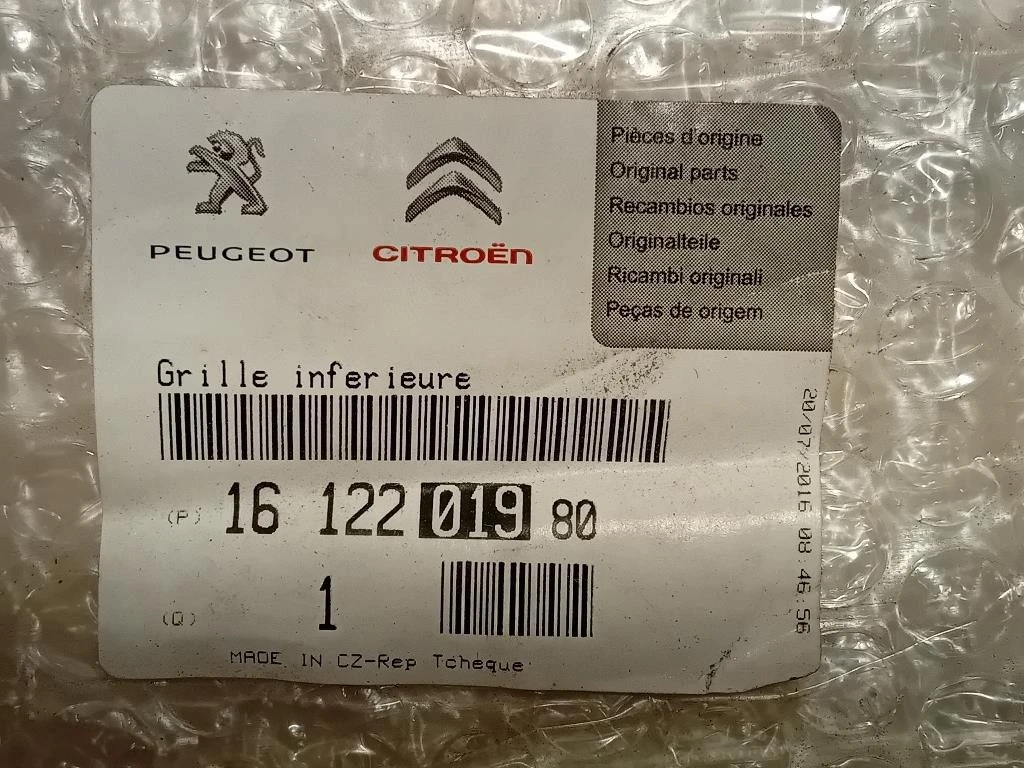 PEUGEOT
CITROËN
Pièces d'origine
Original parts
Recambios originales
Originalteile
Ricambi originali
Peças de origem
Grille inferieure
(P) 16 122 019 80
(Q) 1
MADE IN CZ-Rep Tcheque
20/07/2016 08:46:56